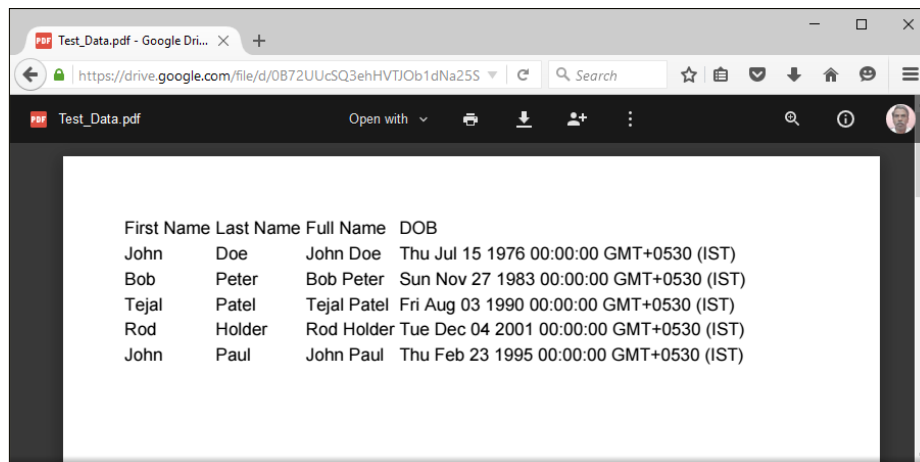 PDF Test_Data.pdf - Google Dri...
https://drive.google.com/file/d/0B72UUcSQ3ehHVTJOb1dNa25S Search
PDF Test_Data.pdf Open with
First Name Last Name Full Name DOB
John Doe John Doe Thu Jul 15 1976 00:00:00 GMT+0530 (IST)
Bob Peter Bob Peter Sun Nov 27 1983 00:00:00 GMT+0530 (IST)
Tejal Patel Tejal Patel Fri Aug 03 1990 00:00:00 GMT+0530 (IST)
Rod Holder Rod Holder Tue Dec 04 2001 00:00:00 GMT+0530 (IST)
John Paul John Paul Thu Feb 23 1995 00:00:00 GMT+0530 (IST)